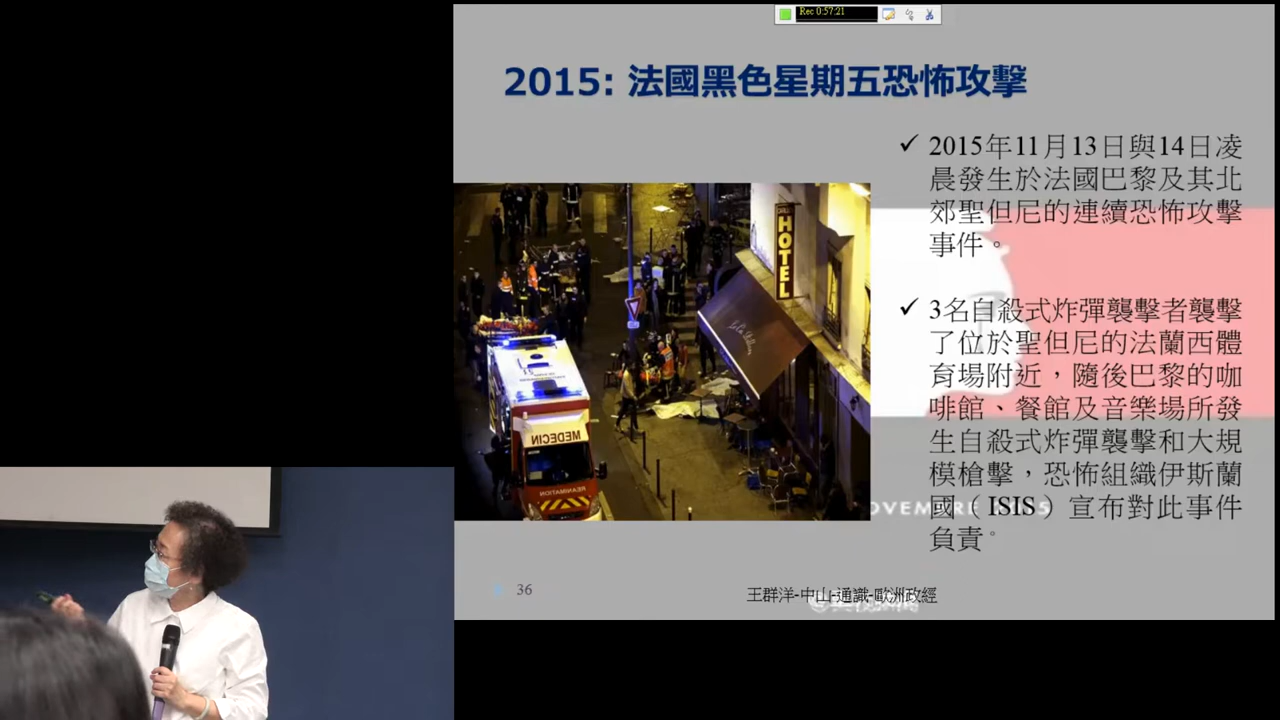 Rec 0:57:21
2015: 法國黑色星期五恐怖攻擊
✓ 2015年11月13日與14日凌
晨發生於法國巴黎及其北
郊聖但尼的連續恐怖攻擊
事件。
✓ 3名自殺式炸彈襲擊者襲擊
了位於聖但尼的法蘭西體
育場附近，隨後巴黎的咖
啡館、餐館及音樂場所發
生自殺式炸彈襲擊和大規
模槍擊，恐怖組織伊斯蘭
國（ISIS）宣布對此事件
負責。
HOTEL
MEDECIN
REANIMATION
36
王群洋-中山-通識-歐洲政經